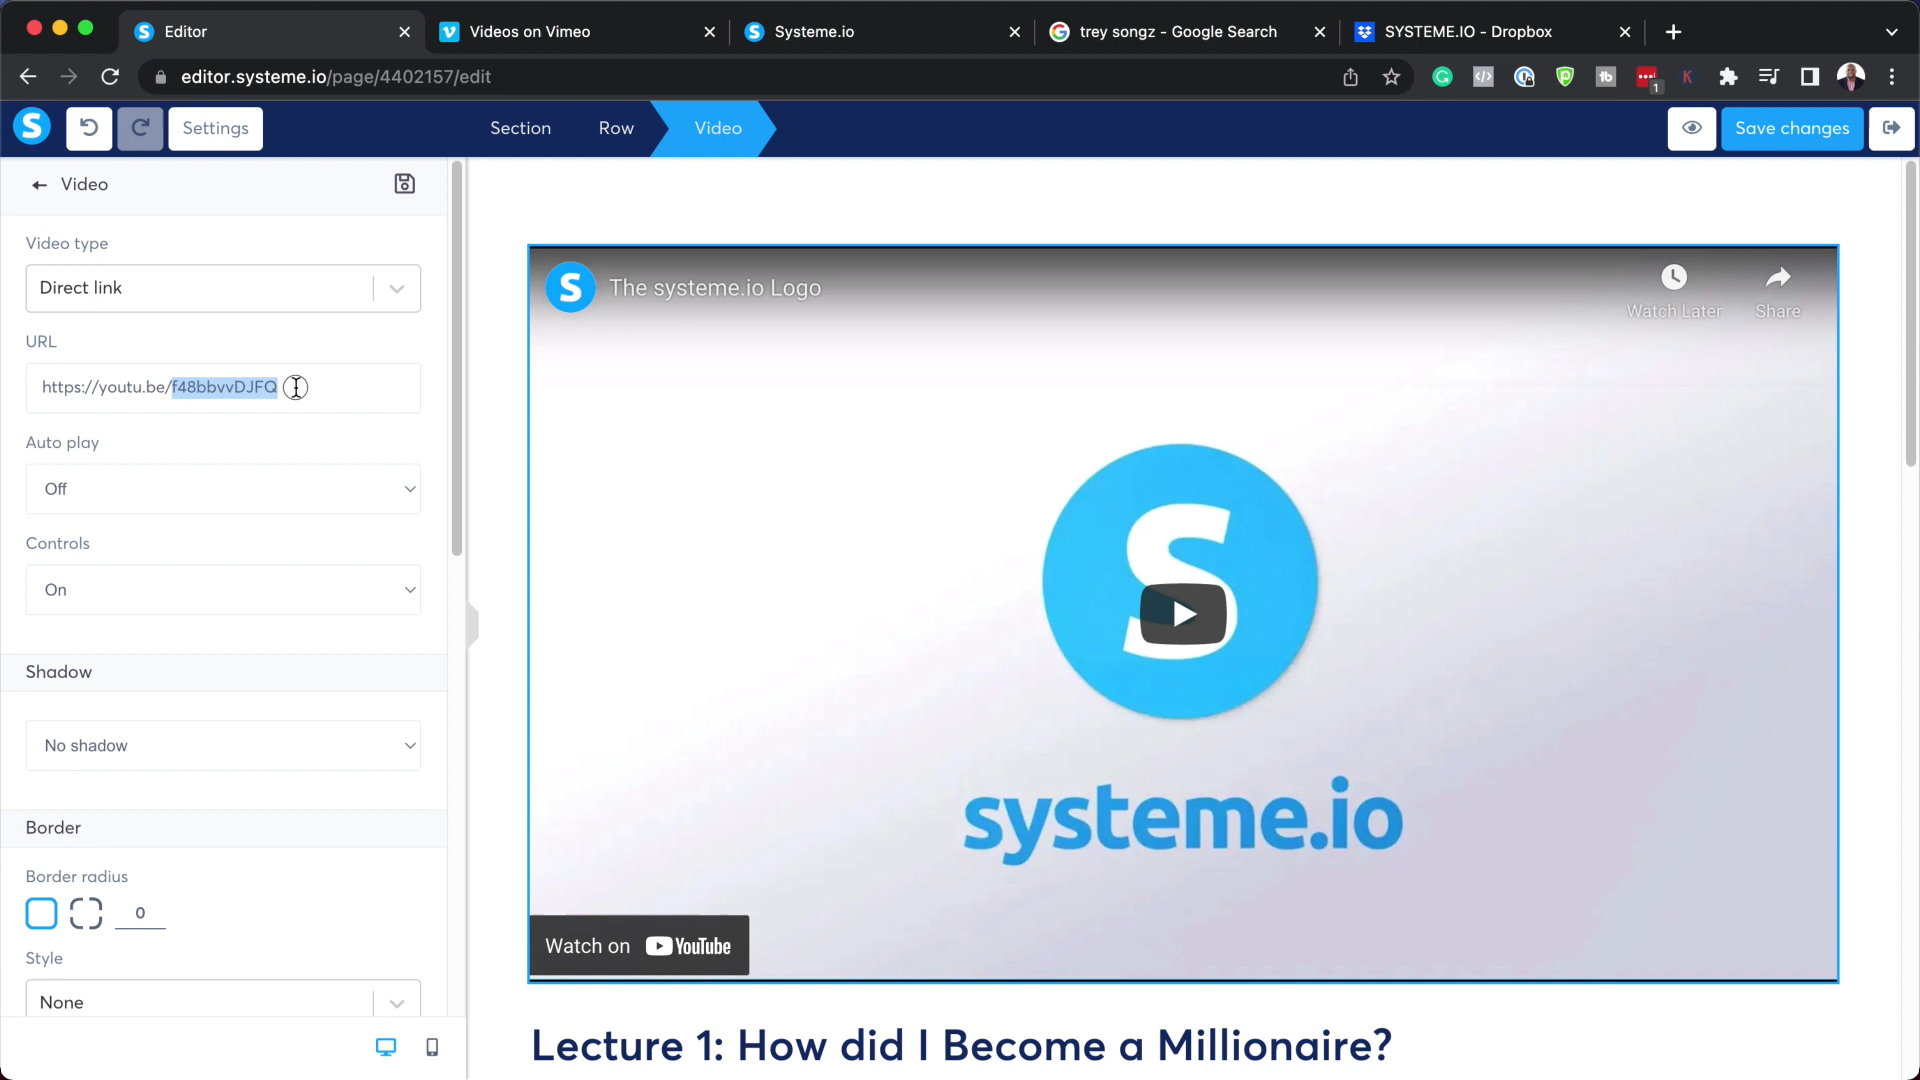 Editor
Videos on Vimeo
Systeme.io
trey songz - Google Search
SYSTEME.IO - Dropbox
editor.systeme.io/page/4402157/edit
1
S
Settings
Section
Row
Video
Save changes
Video
Video type
Direct link
URL
https://youtu.be/f48bbvvDJFQ
Auto play
Off
Controls
On
Shadow
No shadow
Border
Border radius
0
Style
None
S
The systeme.io Logo
Watch Later
Share
S
systeme.io
Watch on YouTube
Lecture 1: How did I Become a Millionaire?